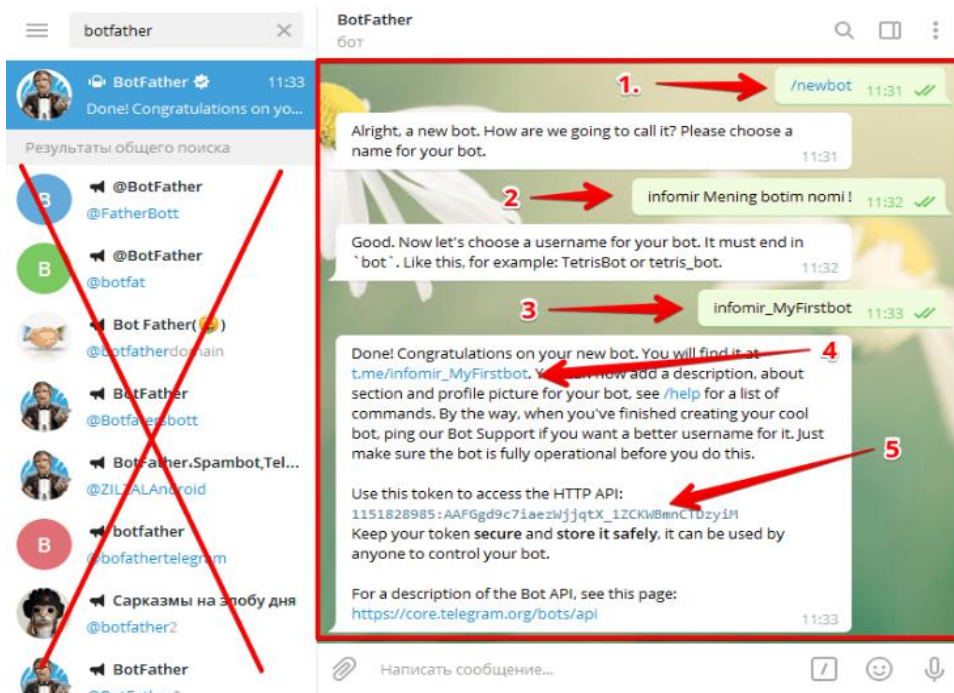 botfather
BotFather 11:33
Done! Congratulations on yo...
Результаты общего поиска
B
@BotFather
@FatherBott
B
@BotFather
@botfat
Bot Father( )
@botfatherdomain
BotFather
BotFather.Spambot,Tel...
B
botfather
@bofathertelegram
Сарказмы на злобу дня
@botfather2
BotFather
BotFather
бот
1.
/newbot 11:31
Alright, a new bot. How are we going to call it? Please choose a
name for your bot.
11:31
2
infomir Mening botim nomi ! 11:32
Good. Now let's choose a username for your bot. It must end in
`bot`. Like this, for example: TetrisBot or tetris_bot.
11:32
3
infomir_MyFirstbot 11:33
4
Done! Congratulations on your new bot. You will find it at
t.me/infomir_MyFirstbot. now add a description, about
section and profile picture for your bot, see /help for a list of
commands. By the way, when you've finished creating your cool
bot, ping our Bot Support if you want a better username for it. Just
make sure the bot is fully operational before you do this.
5
Use this token to access the HTTP API:
Keep your token secure and store it safely, it can be used by
anyone to control your bot.
For a description of the Bot API, see this page:
https://core.telegram.org/bots/api
11:33
Написать сообщение...